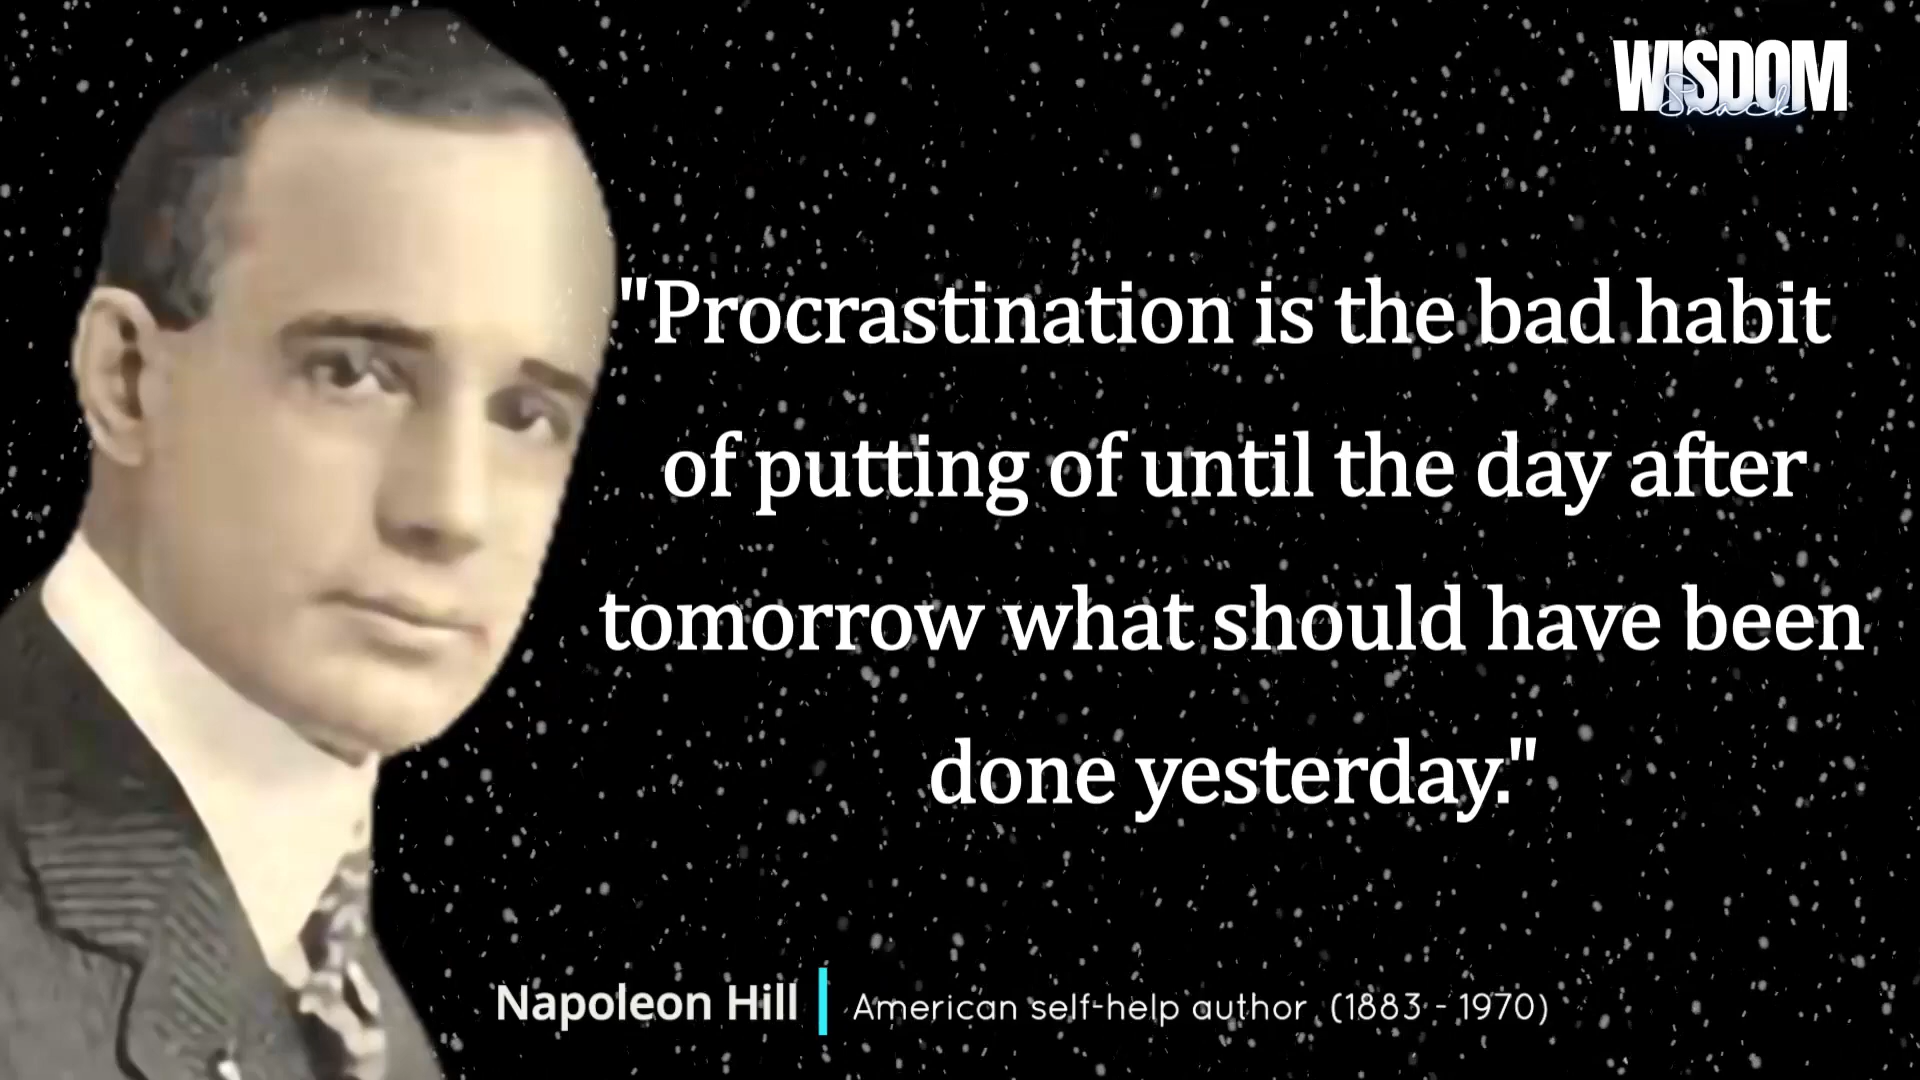 WISDOM
Snack
"Procrastination is the bad habit
of putting of until the day after
tomorrow what should have been
done yesterday."
Napoleon Hill | American self-help author (1883 - 1970)